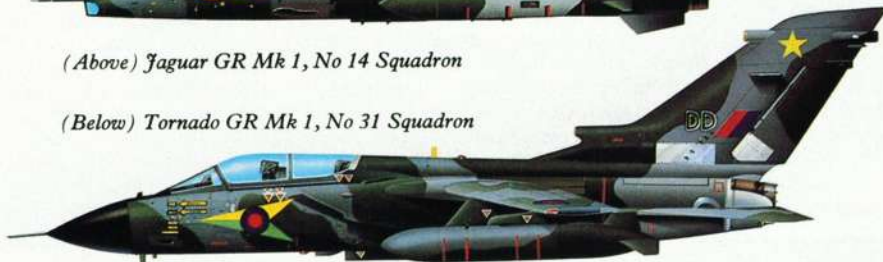 (Above) Jaguar GR Mk 1, No 14 Squadron
(Below) Tornado GR Mk 1, No 31 Squadron
DD